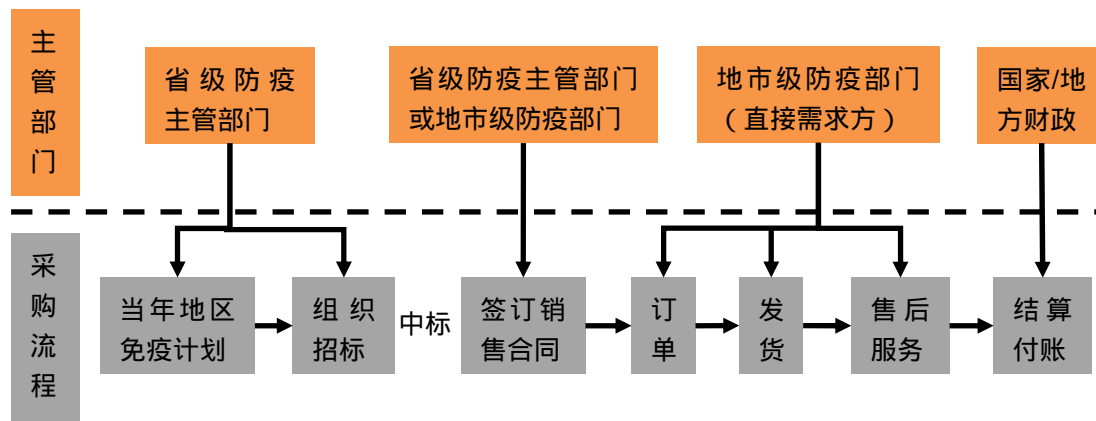 主管部门
省级防疫
主管部门
省级防疫主管部门
或地市级防疫部门
地市级防疫部门
（直接需求方）
国家/地
方财政
采购流程
当年地区
免疫计划
组织
招标
中标
签订销
售合同
订
单
发
货
售后
服务
结算
付账